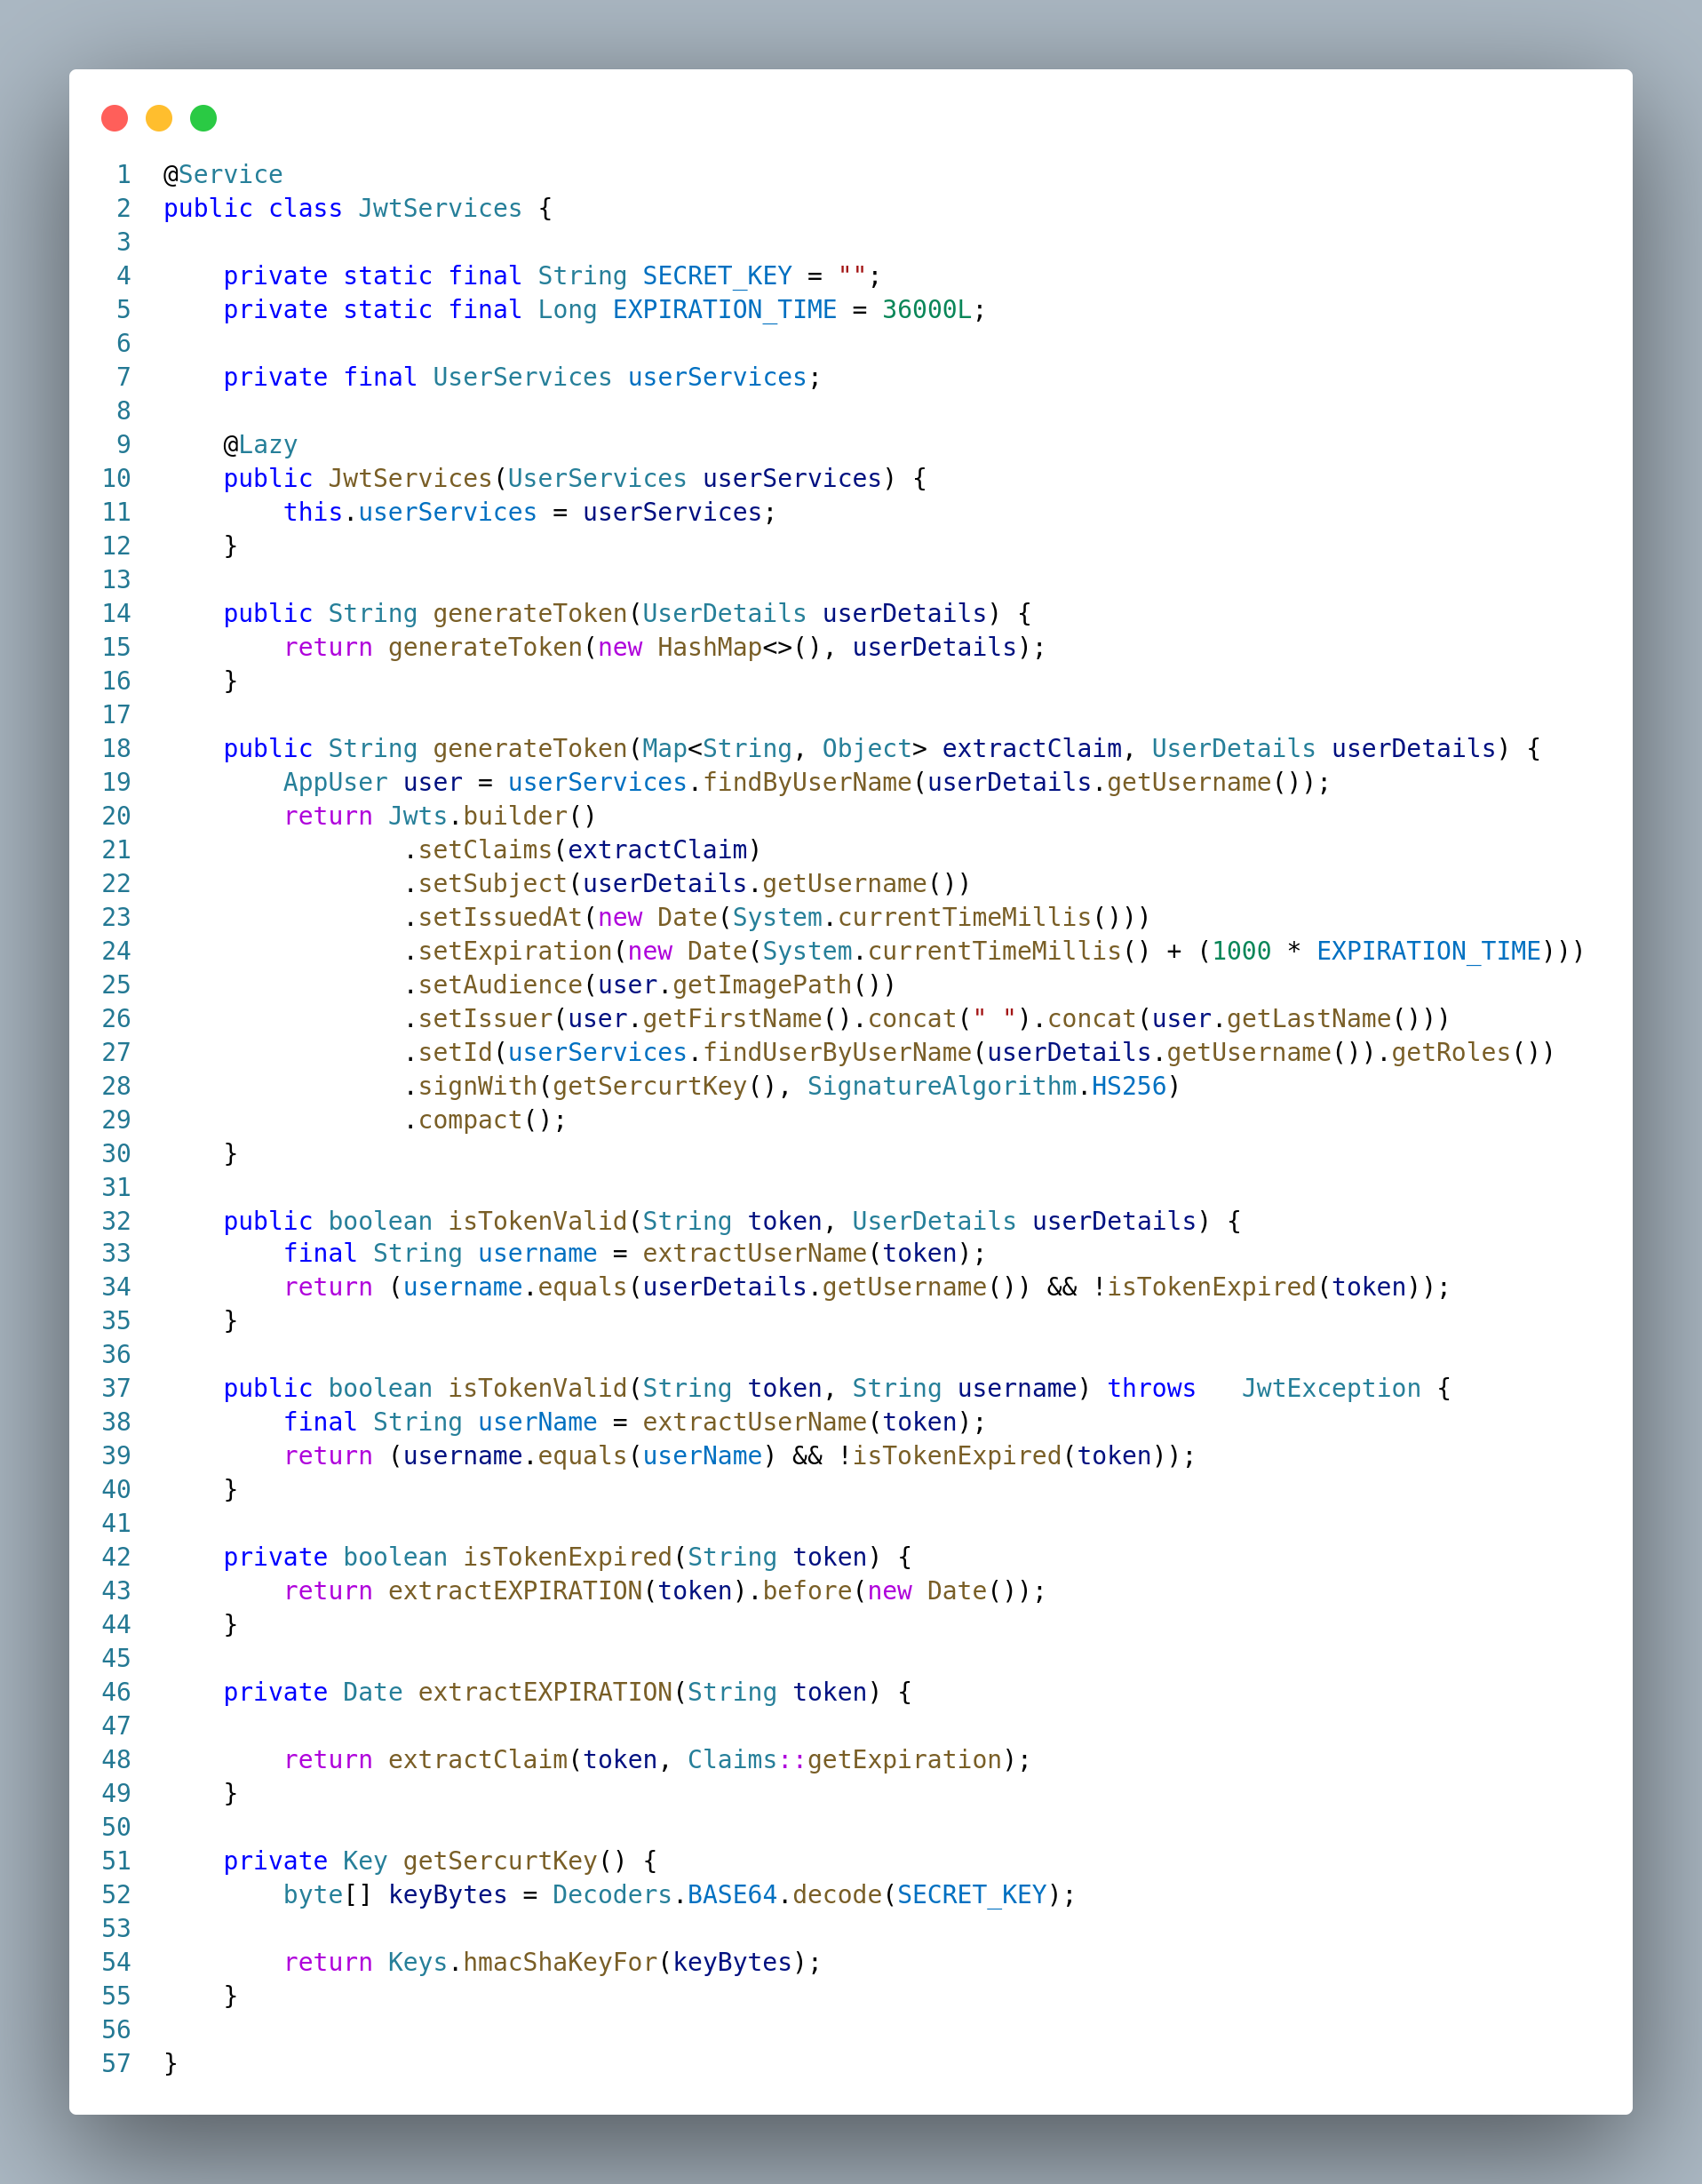 1 @Service
2 public class JwtServices {
3
4     private static final String SECRET_KEY = "";
5     private static final Long EXPIRATION_TIME = 36000L;
6
7     private final UserServices userServices;
8
9     @Lazy
10     public JwtServices(UserServices userServices) {
11         this.userServices = userServices;
12     }
13
14     public String generateToken(UserDetails userDetails) {
15         return generateToken(new HashMap<>(), userDetails);
16     }
17
18     public String generateToken(Map<String, Object> extractClaim, UserDetails userDetails) {
19         AppUser user = userServices.findByUserName(userDetails.getUsername());
20         return Jwts.builder()
21                 .setClaims(extractClaim)
22                 .setSubject(userDetails.getUsername())
23                 .setIssuedAt(new Date(System.currentTimeMillis()))
24                 .setExpiration(new Date(System.currentTimeMillis() + (1000 * EXPIRATION_TIME)))
25                 .setAudience(user.getImagePath())
26                 .setIssuer(user.getFirstName().concat(" ").concat(user.getLastName()))
27                 .setId(userServices.findUserByUserName(userDetails.getUsername()).getRoles())
28                 .signWith(getSercurtKey(), SignatureAlgorithm.HS256)
29                 .compact();
30     }
31
32     public boolean isTokenValid(String token, UserDetails userDetails) {
33         final String username = extractUserName(token);
34         return (username.equals(userDetails.getUsername()) && !isTokenExpired(token));
35     }
36
37     public boolean isTokenValid(String token, String username) throws   JwtException {
38         final String userName = extractUserName(token);
39         return (username.equals(userName) && !isTokenExpired(token));
40     }
41
42     private boolean isTokenExpired(String token) {
43         return extractEXPIRATION(token).before(new Date());
44     }
45
46     private Date extractEXPIRATION(String token) {
47
48         return extractClaim(token, Claims::getExpiration);
49     }
50
51     private Key getSercurtKey() {
52         byte[] keyBytes = Decoders.BASE64.decode(SECRET_KEY);
53
54         return Keys.hmacShaKeyFor(keyBytes);
55     }
56
57 }